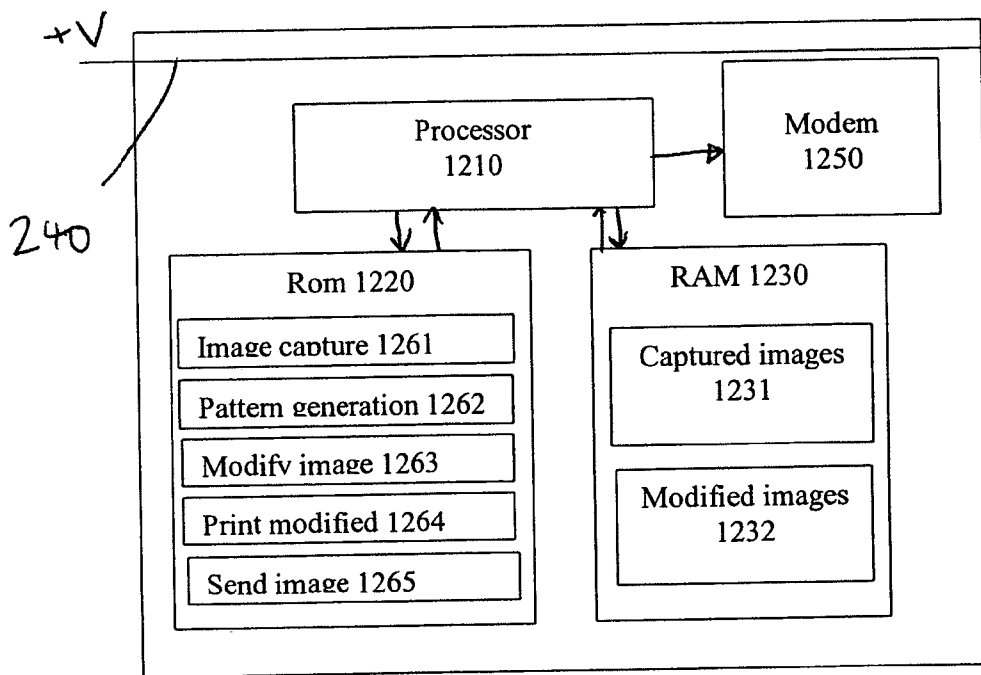 +V
Processor
1210
Modem
1250
240
Rom 1220
Image capture 1261
Pattern generation 1262
Modify image 1263
Print modified 1264
Send image 1265
RAM 1230
Captured images
1231
Modified images
1232